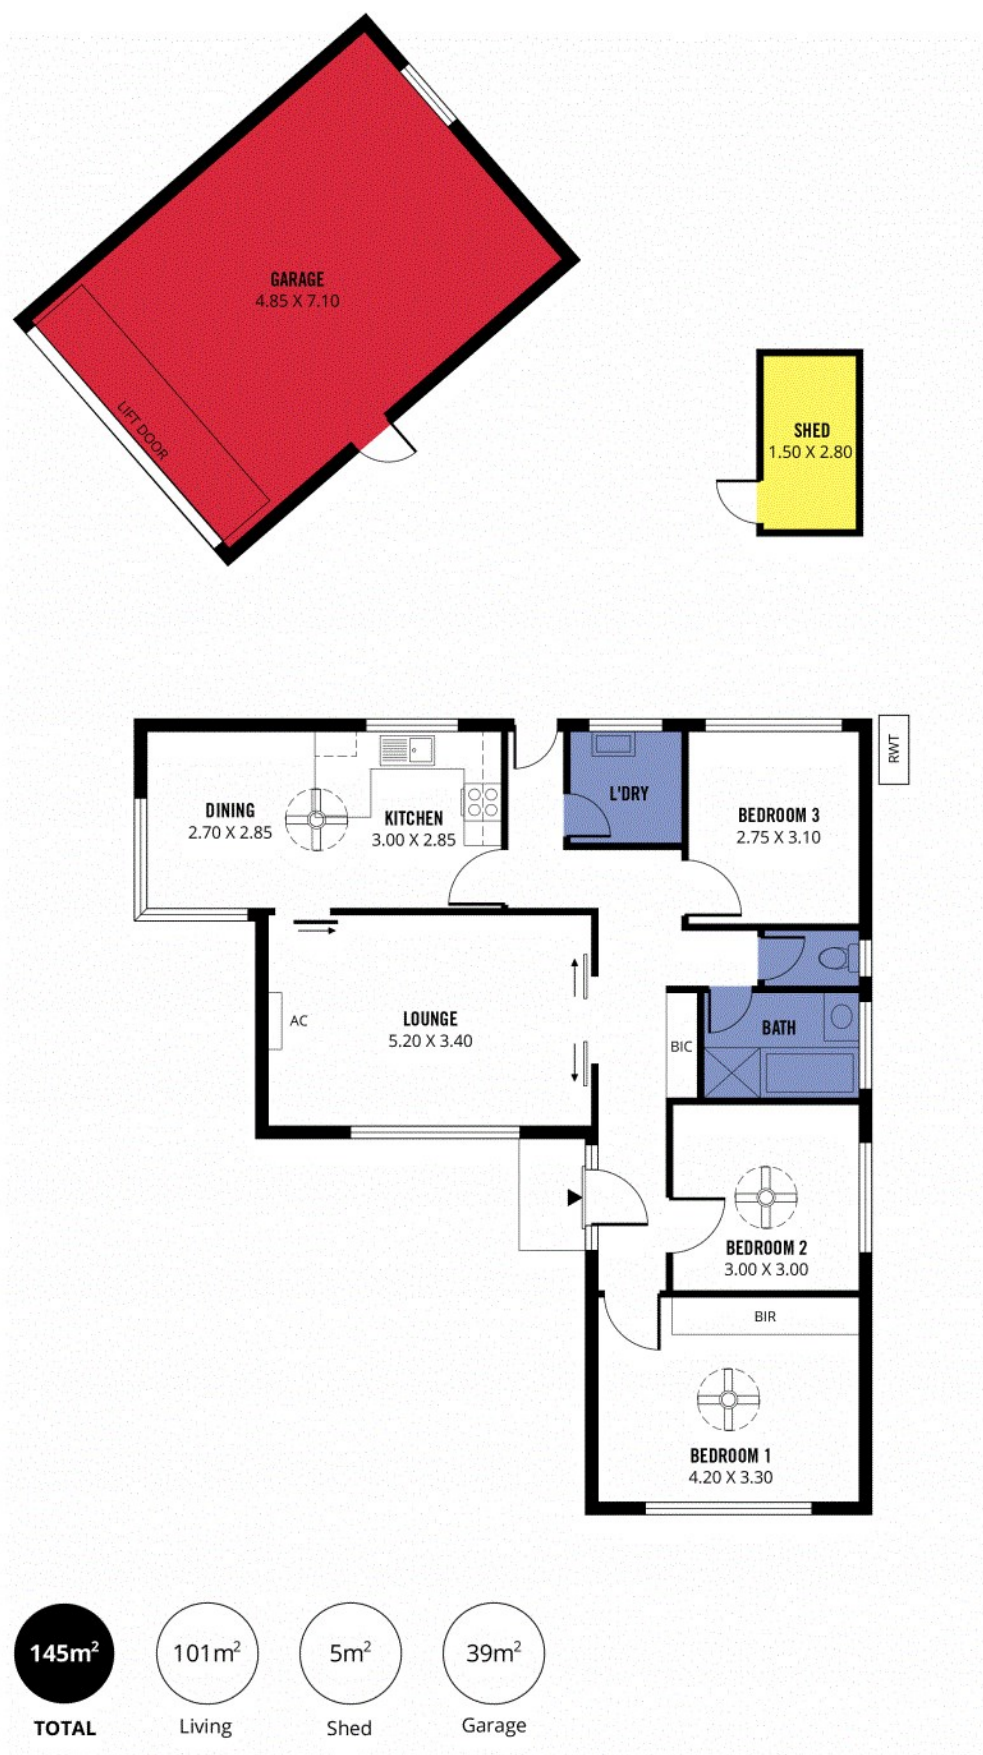 GARAGE
4.85 X 7.10
LIFT DOOR
SHED
1.50 X 2.80
RWT
L'DRY
DINING
2.70 X 2.85
KITCHEN
3.00 X 2.85
BEDROOM 3
2.75 X 3.10
AC
LOUNGE
5.20 X 3.40
BATH
BIC
BEDROOM 2
3.00 X 3.00
BIR
BEDROOM 1
4.20 X 3.30
145m²
101m²
5m²
39m²
TOTAL
Living
Shed
Garage